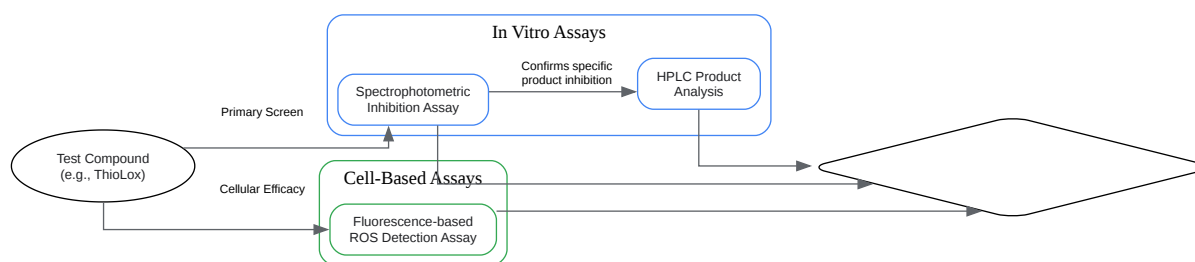 In Vitro Assays
Confirms specific
product inhibition
HPLC Product
Analysis
Spectrophotometric
Inhibition Assay
Primary Screen
Test Compound
(e.g., ThioLox)
Cell-Based Assays
Cellular Efficacy
Fluorescence-based
ROS Detection Assay